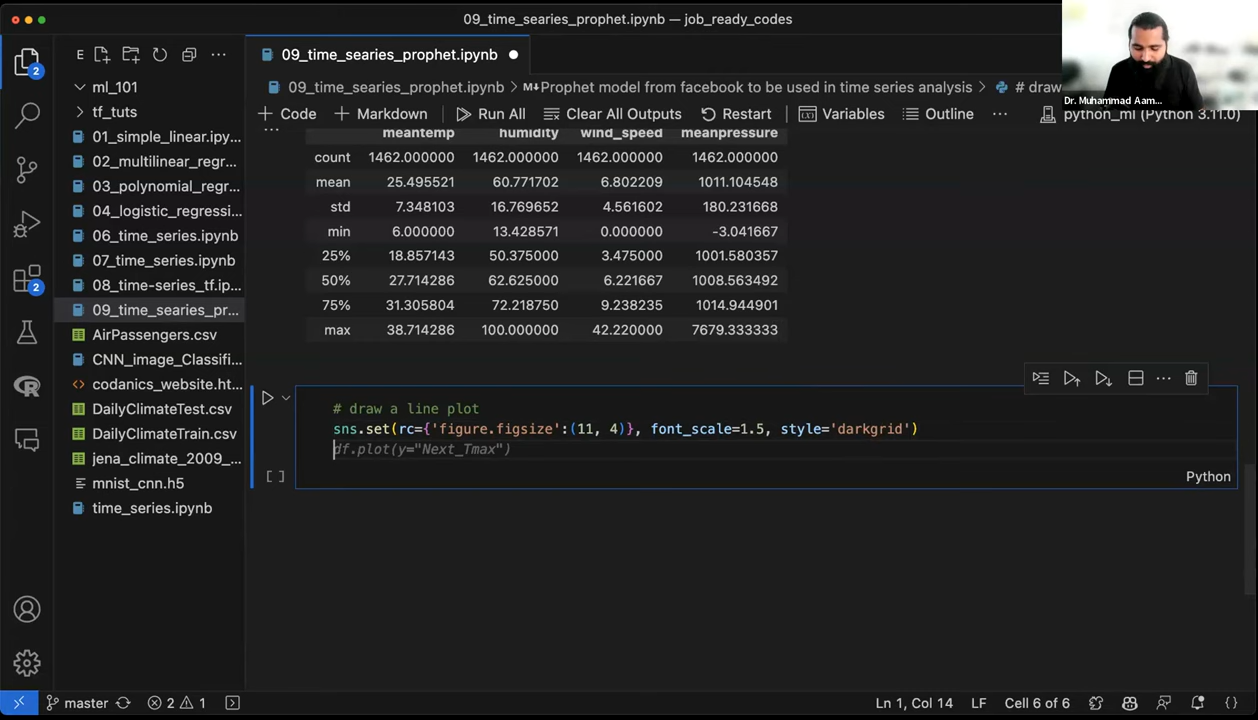 09_time_searies_prophet.ipynb — job_ready_codes
E
09_time_searies_prophet.ipynb
Dr. Muhammad Aam...
2
ml_101
tf_tuts
01_simple_linear.ipy...
02_multilinear_regr...
03_polynomial_regr...
04_logistic_regressi...
06_time_series.ipynb
07_time_series.ipynb
08_time-series_tf.ip...
09_time_searies_pr...
AirPassengers.csv
CNN_image_Classifi...
codanics_website.ht...
DailyClimateTest.csv
DailyClimateTrain.csv
jena_climate_2009_...
mnist_cnn.h5
time_series.ipynb
2
09_time_searies_prophet.ipynb > M↓Prophet model from facebook to be used in time series analysis > # draw
+ Code + Markdown Run All Clear All Outputs Restart Variables Outline ... python_ml (Python 3.11.0)
...
meantemp humidity wind_speed meanpressure
count 1462.000000 1462.000000 1462.000000 1462.000000
mean 25.495521 60.771702 6.802209 1011.104548
std 7.348103 16.769652 4.561602 180.231668
min 6.000000 13.428571 0.000000 -3.041667
25% 18.857143 50.375000 3.475000 1001.580357
50% 27.714286 62.625000 6.221667 1008.563492
75% 31.305804 72.218750 9.238235 1014.944901
max 38.714286 100.000000 42.220000 7679.333333
# draw a line plot
sns.set(rc={'figure.figsize':(11, 4)}, font_scale=1.5, style='darkgrid')
df.plot(y="Next_Tmax")
[ ]
Python
master 2 1 Ln 1, Col 14 LF Cell 6 of 6